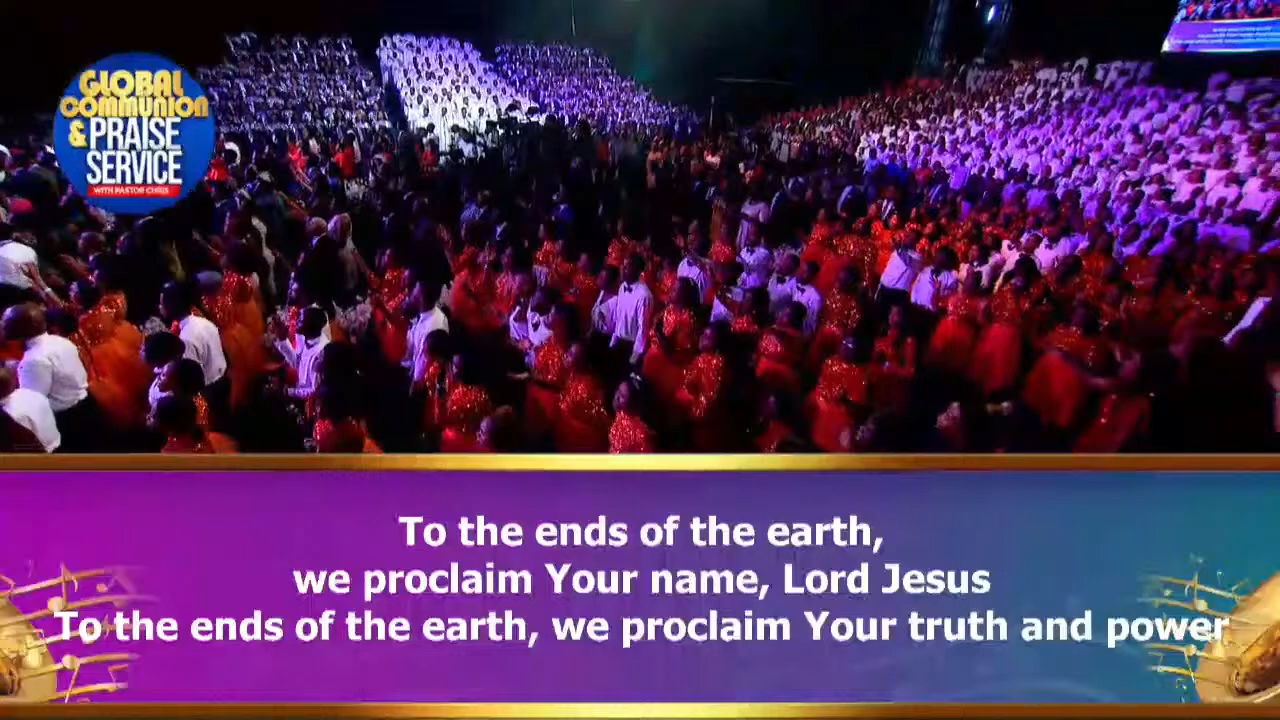 GLOBAL
COMMUNION
& PRAISE
SERVICE
WITH PASTOR CHRIS
To the ends of the earth,
we proclaim Your name, Lord Jesus
To the ends of the earth, we proclaim Your truth and power